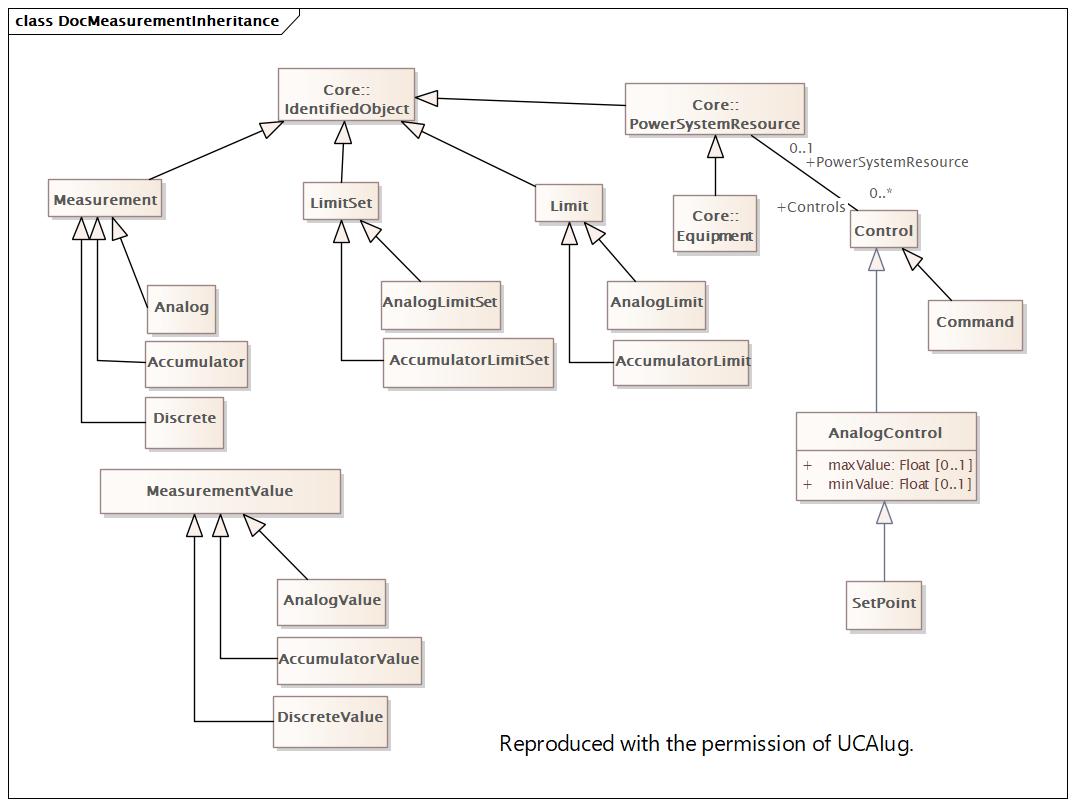 class DocMeasurementInheritance
Core::
IdentifiedObject
Core::
PowerSystemResource
0..1
+PowerSystemResource
0..*
+Controls
Measurement
LimitSet
Limit
Core::
Equipment
Control
Analog
AnalogLimitSet
AnalogLimit
Command
Accumulator
AccumulatorLimitSet
AccumulatorLimit
Discrete
AnalogControl
+ maxValue: Float [0..1]
+ minValue: Float [0..1]
MeasurementValue
AnalogValue
SetPoint
AccumulatorValue
DiscreteValue
Reproduced with the permission of UCAIug.